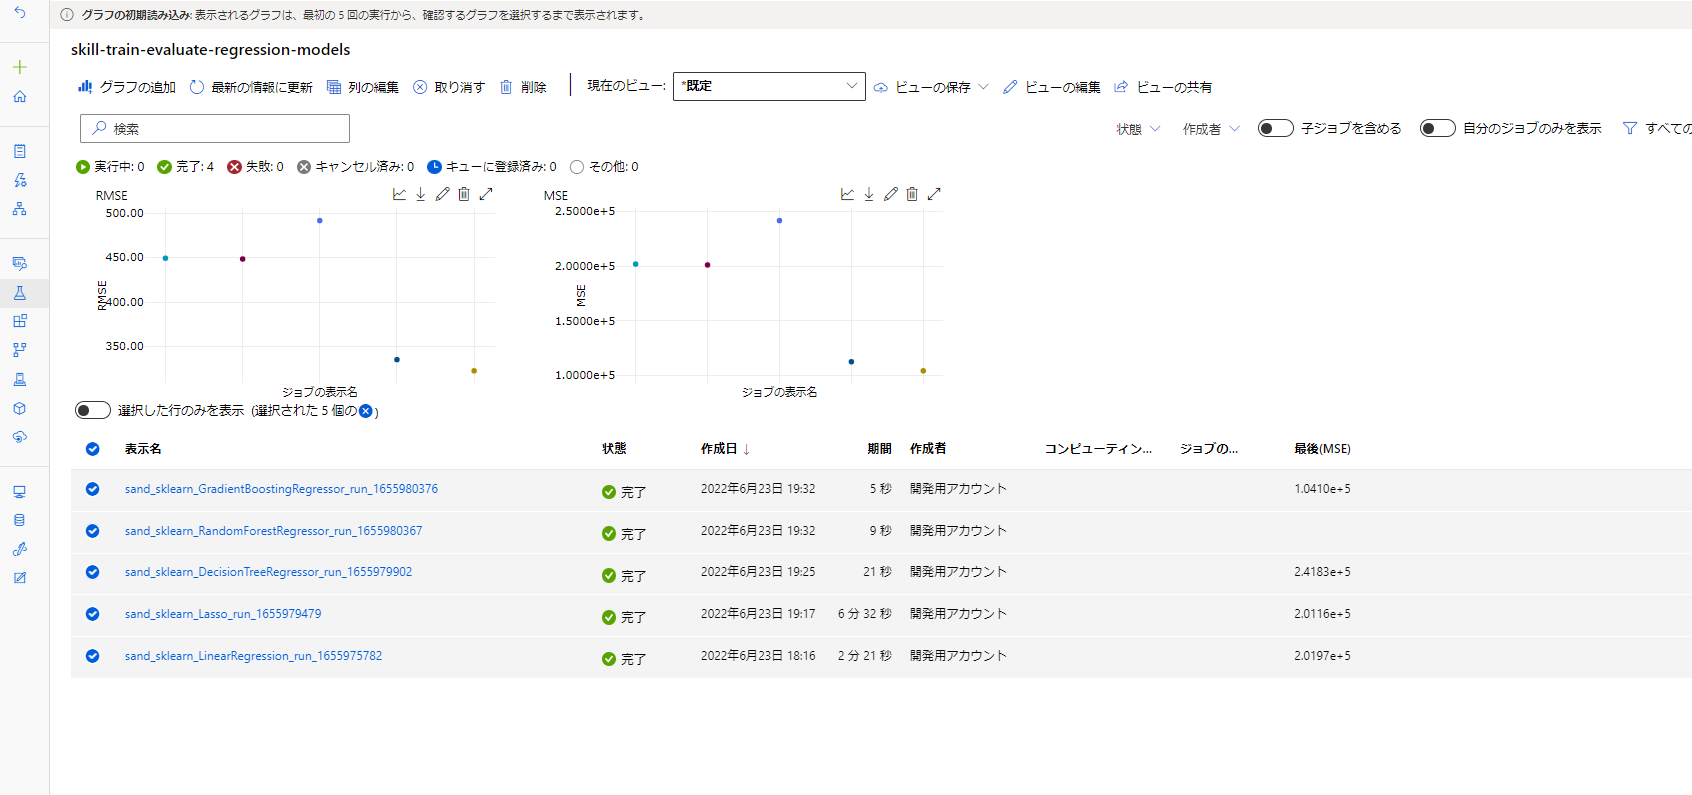 グラフの初期読み込み: 表示されるグラフは、最初の 5 回の実行から、確認するグラフを選択するまで表示されます。
skill-train-evaluate-regression-models
グラフの追加 最新の情報に更新 列の編集 取り消す 削除 現在のビュー: *既定 ビューの保存 ビューの編集 ビューの共有
検索 状態 作成者 子ジョブを含める 自分のジョブのみを表示 すべての
実行中: 0 完了: 4 失敗: 0 キャンセル済み: 0 キューに登録済み: 0 その他: 0
RMSE
500.00
450.00
400.00
350.00
RMSE
ジョブの表示名
MSE
2.5000e+5
2.0000e+5
1.5000e+5
1.0000e+5
MSE
ジョブの表示名
選択した行のみを表示 (選択された 5 個の )
表示名 状態 作成日 ↓ 期間 作成者 コンピューティン... ジョブの... 最後(MSE)
sand_sklearn_GradientBoostingRegressor_run_1655980376 完了 2022年6月23日 19:32 5 秒 開発用アカウント 1.0410e+5
sand_sklearn_RandomForestRegressor_run_1655980367 完了 2022年6月23日 19:32 9 秒 開発用アカウント
sand_sklearn_DecisionTreeRegressor_run_1655979902 完了 2022年6月23日 19:25 21 秒 開発用アカウント 2.4183e+5
sand_sklearn_Lasso_run_1655979479 完了 2022年6月23日 19:17 6 分 32 秒 開発用アカウント 2.0116e+5
sand_sklearn_LinearRegression_run_1655975782 完了 2022年6月23日 18:16 2 分 21 秒 開発用アカウント 2.0197e+5